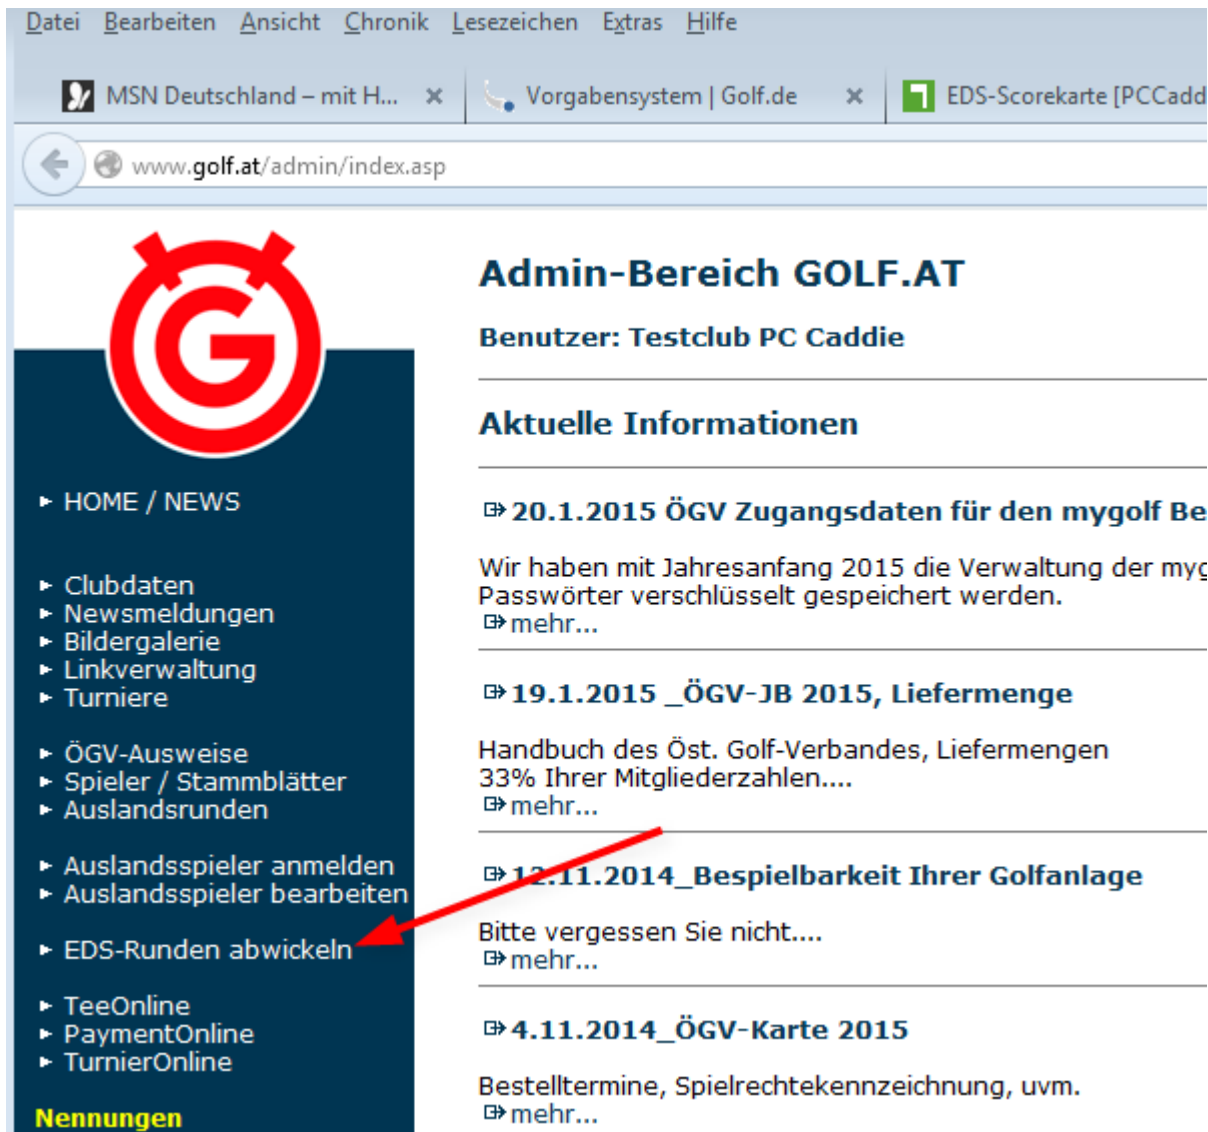 Datei Bearbeiten Ansicht Chronik Lesezeichen Extras Hilfe
MSN Deutschland – mit H... Vorgabensystem | Golf.de EDS-Scorekarte [PCCadd
www.golf.at/admin/index.asp
G
Admin-Bereich GOLF.AT
Benutzer: Testclub PC Caddie
Aktuelle Informationen
HOME / NEWS
Clubdaten
Newsmeldungen
Bildergalerie
Linkverwaltung
Turniere
ÖGV-Ausweise
Spieler / Stammblätter
Auslandsrunden
Auslandsspieler anmelden
Auslandsspieler bearbeiten
EDS-Runden abwickeln
TeeOnline
PaymentOnline
TurnierOnline
Nennungen
20.1.2015 ÖGV Zugangsdaten für den mygolf Be
Wir haben mit Jahresanfang 2015 die Verwaltung der myg
Passwörter verschlüsselt gespeichert werden.
mehr...
19.1.2015 _ÖGV-JB 2015, Liefermenge
Handbuch des Öst. Golf-Verbandes, Liefermengen
33% Ihrer Mitgliederzahlen....
mehr...
12.11.2014_Bespielbarkeit Ihrer Golfanlage
Bitte vergessen Sie nicht....
mehr...
4.11.2014_ÖGV-Karte 2015
Bestelltermine, Spielrechtekennzeichnung, uvm.
mehr...